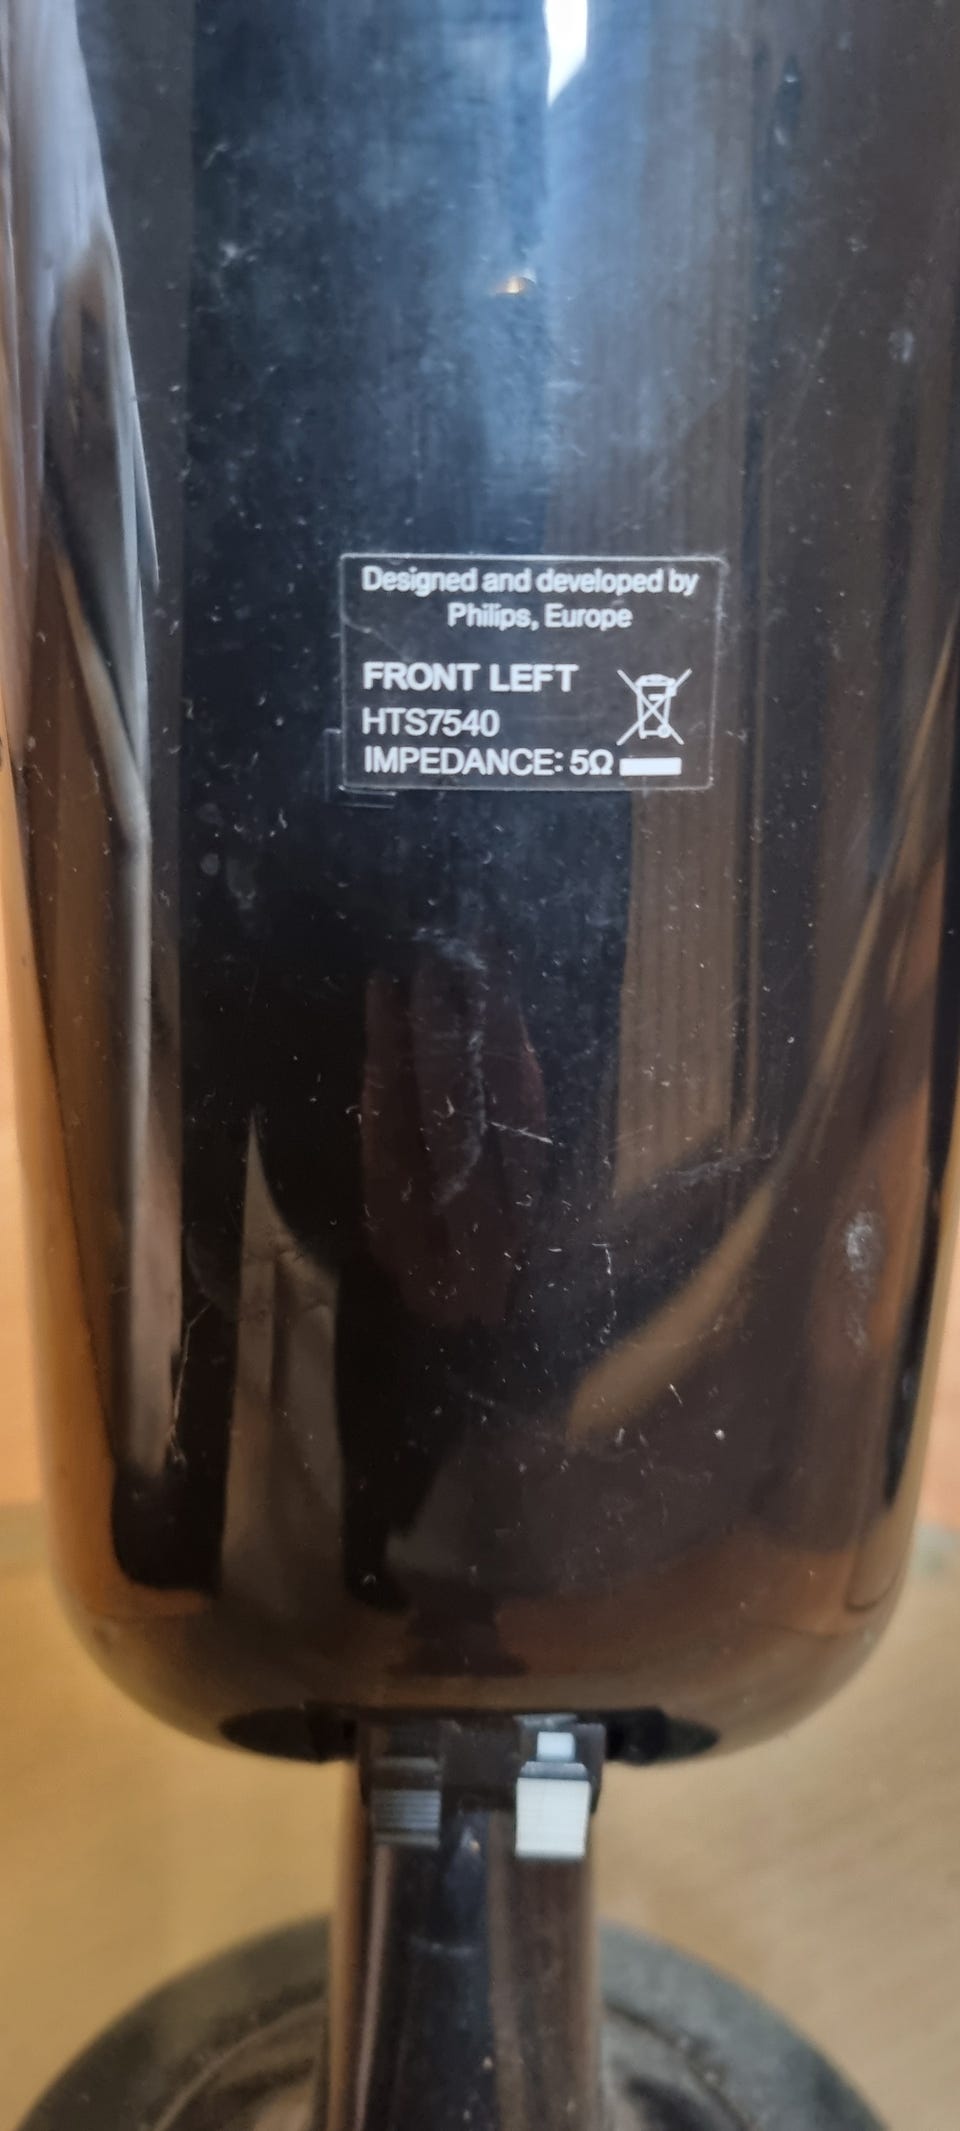 Designed and developed by
Philips, Europe
FRONT LEFT
HTS7540
IMPEDANCE: 5Ω